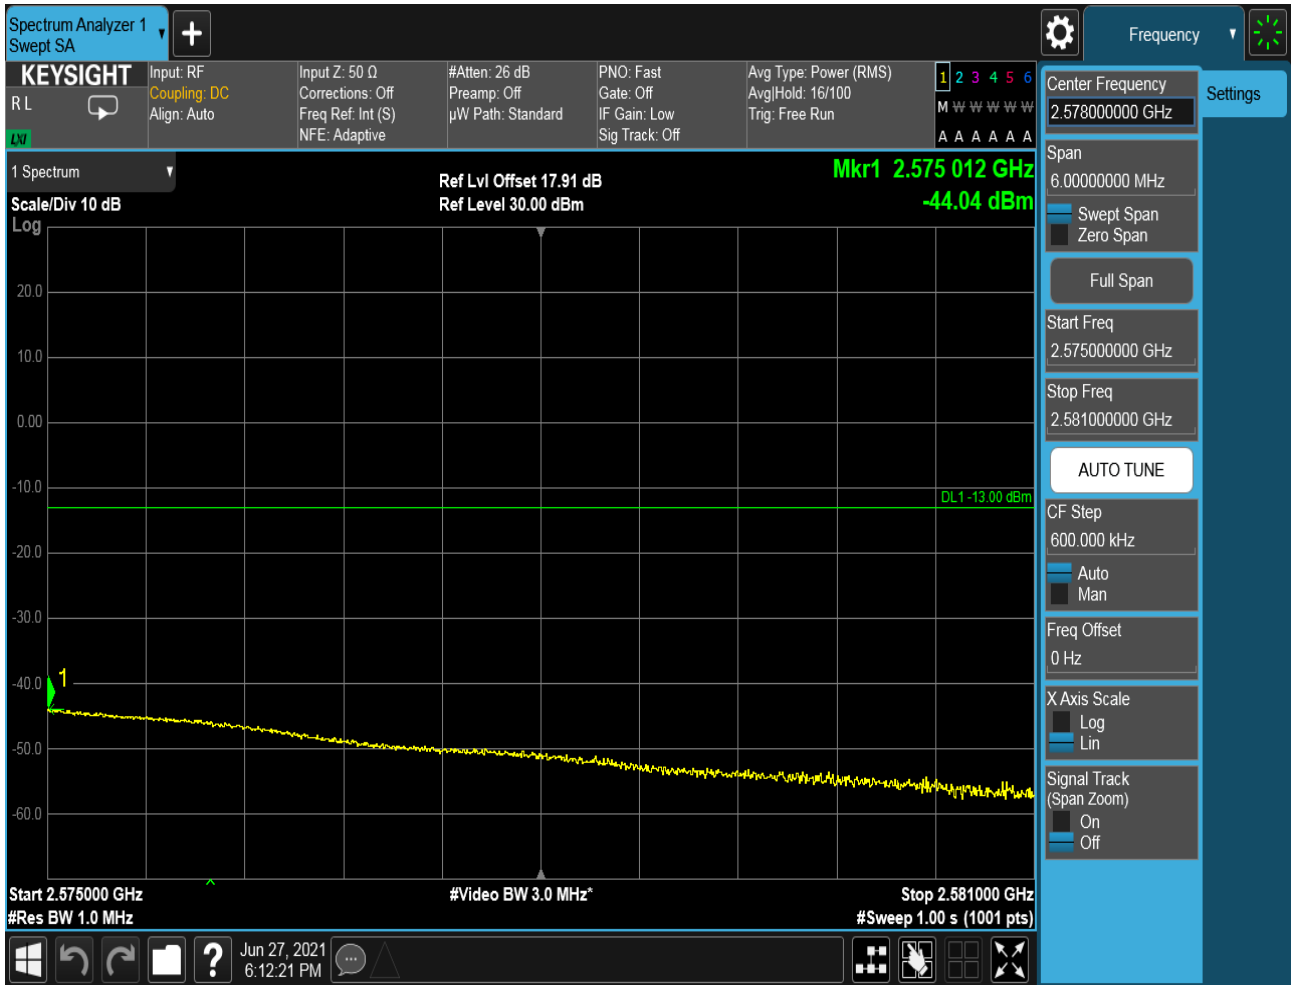 Spectrum Analyzer 1
Swept SA
Frequency
KEYSIGHT
R L
LXI
Input: RF
Coupling: DC
Align: Auto
Input Z: 50 Ω
Corrections: Off
Freq Ref: Int (S)
NFE: Adaptive
#Atten: 26 dB
Preamp: Off
µW Path: Standard
PNO: Fast
Gate: Off
IF Gain: Low
Sig Track: Off
Avg Type: Power (RMS)
Avg|Hold: 16/100
Trig: Free Run
1 2 3 4 5 6
M W W W W W
A A A A A A
Center Frequency
2.578000000 GHz
Settings
1 Spectrum
Scale/Div 10 dB
Log
Ref Lvl Offset 17.91 dB
Ref Level 30.00 dBm
Mkr1 2.575 012 GHz
-44.04 dBm
20.0
10.0
0.00
-10.0
-20.0
-30.0
-40.0
-50.0
-60.0
DL1 -13.00 dBm
1
Start 2.575000 GHz
#Res BW 1.0 MHz
#Video BW 3.0 MHz*
Stop 2.581000 GHz
#Sweep 1.00 s (1001 pts)
Span
6.00000000 MHz
Swept Span
Zero Span
Full Span
Start Freq
2.575000000 GHz
Stop Freq
2.581000000 GHz
AUTO TUNE
CF Step
600.000 kHz
Auto
Man
Freq Offset
0 Hz
X Axis Scale
Log
Lin
Signal Track
(Span Zoom)
On
Off
?
Jun 27, 2021
6:12:21 PM